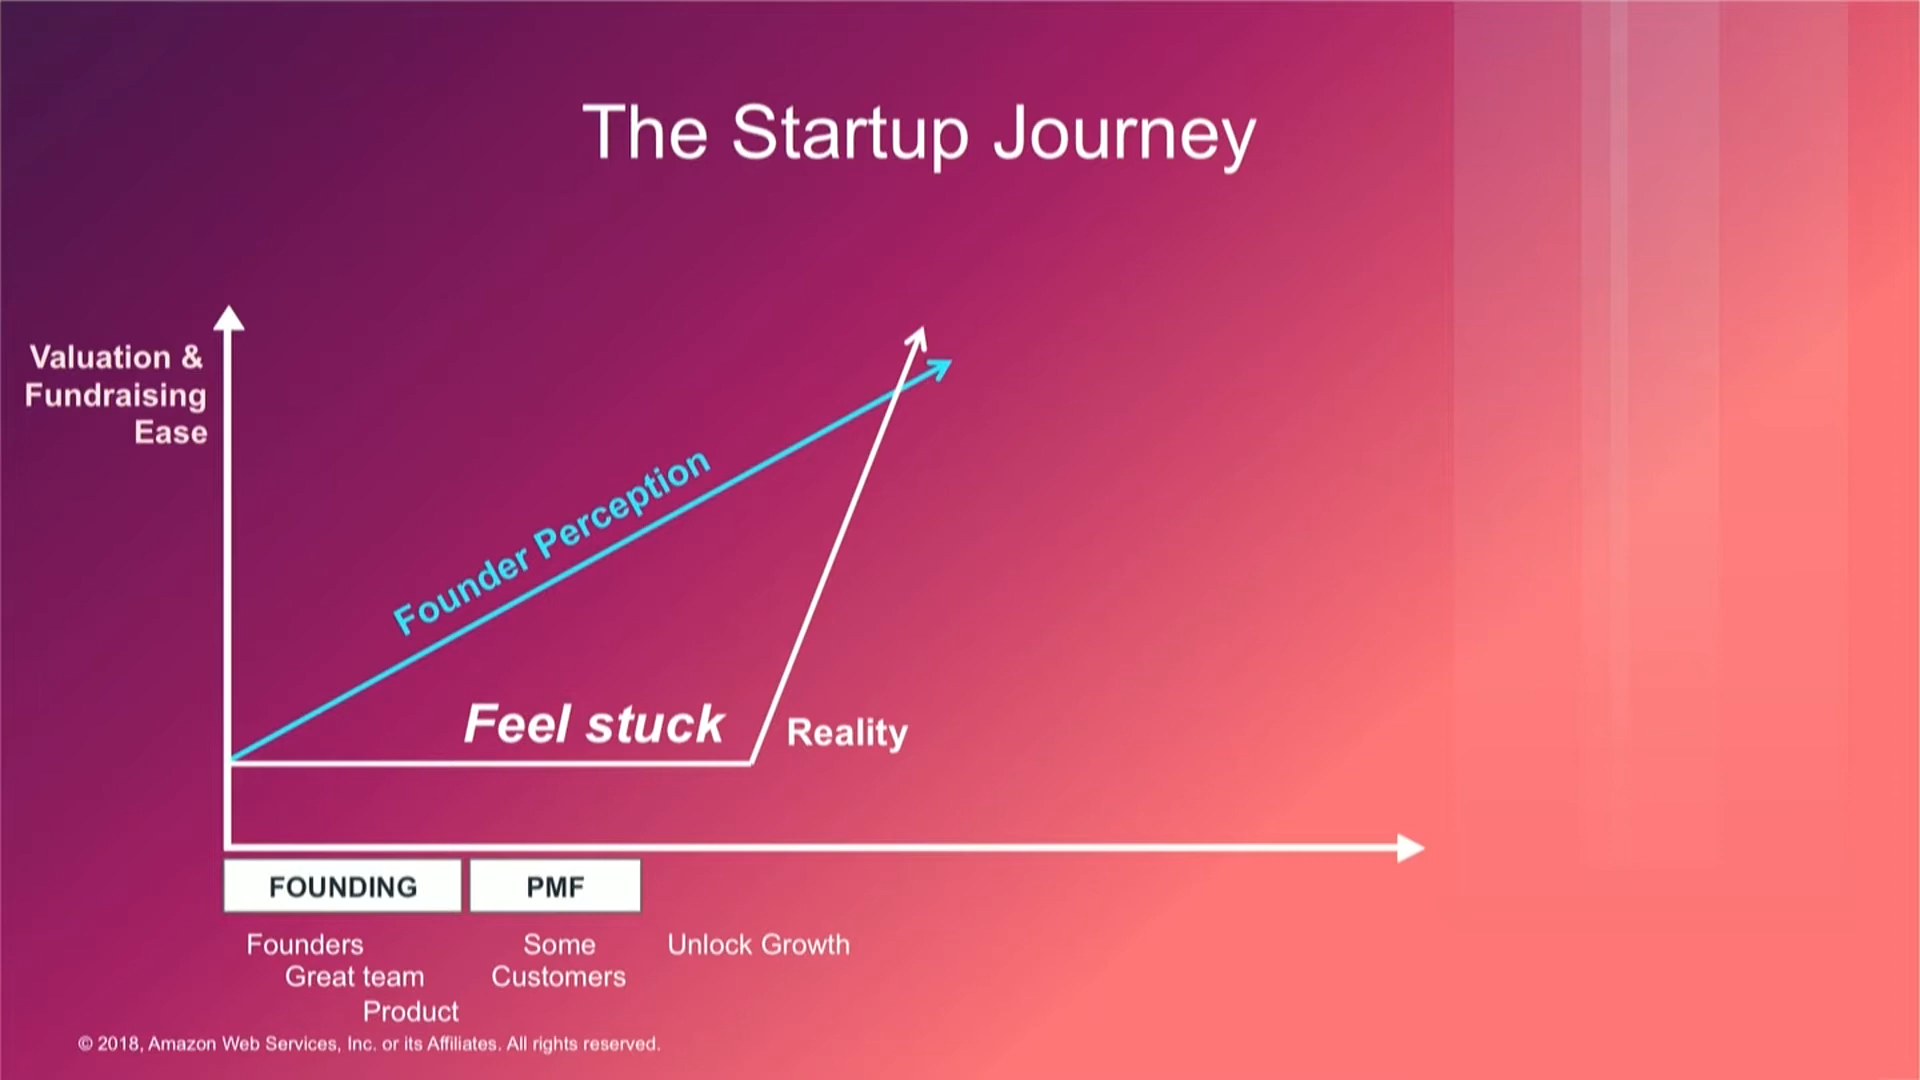 The Startup Journey
Valuation &
Fundraising
Ease
Founder Perception
Feel stuck
Reality
FOUNDING
PMF
Founders
Great team
Product
Some
Customers
Unlock Growth
© 2018, Amazon Web Services, Inc. or its Affiliates. All rights reserved.